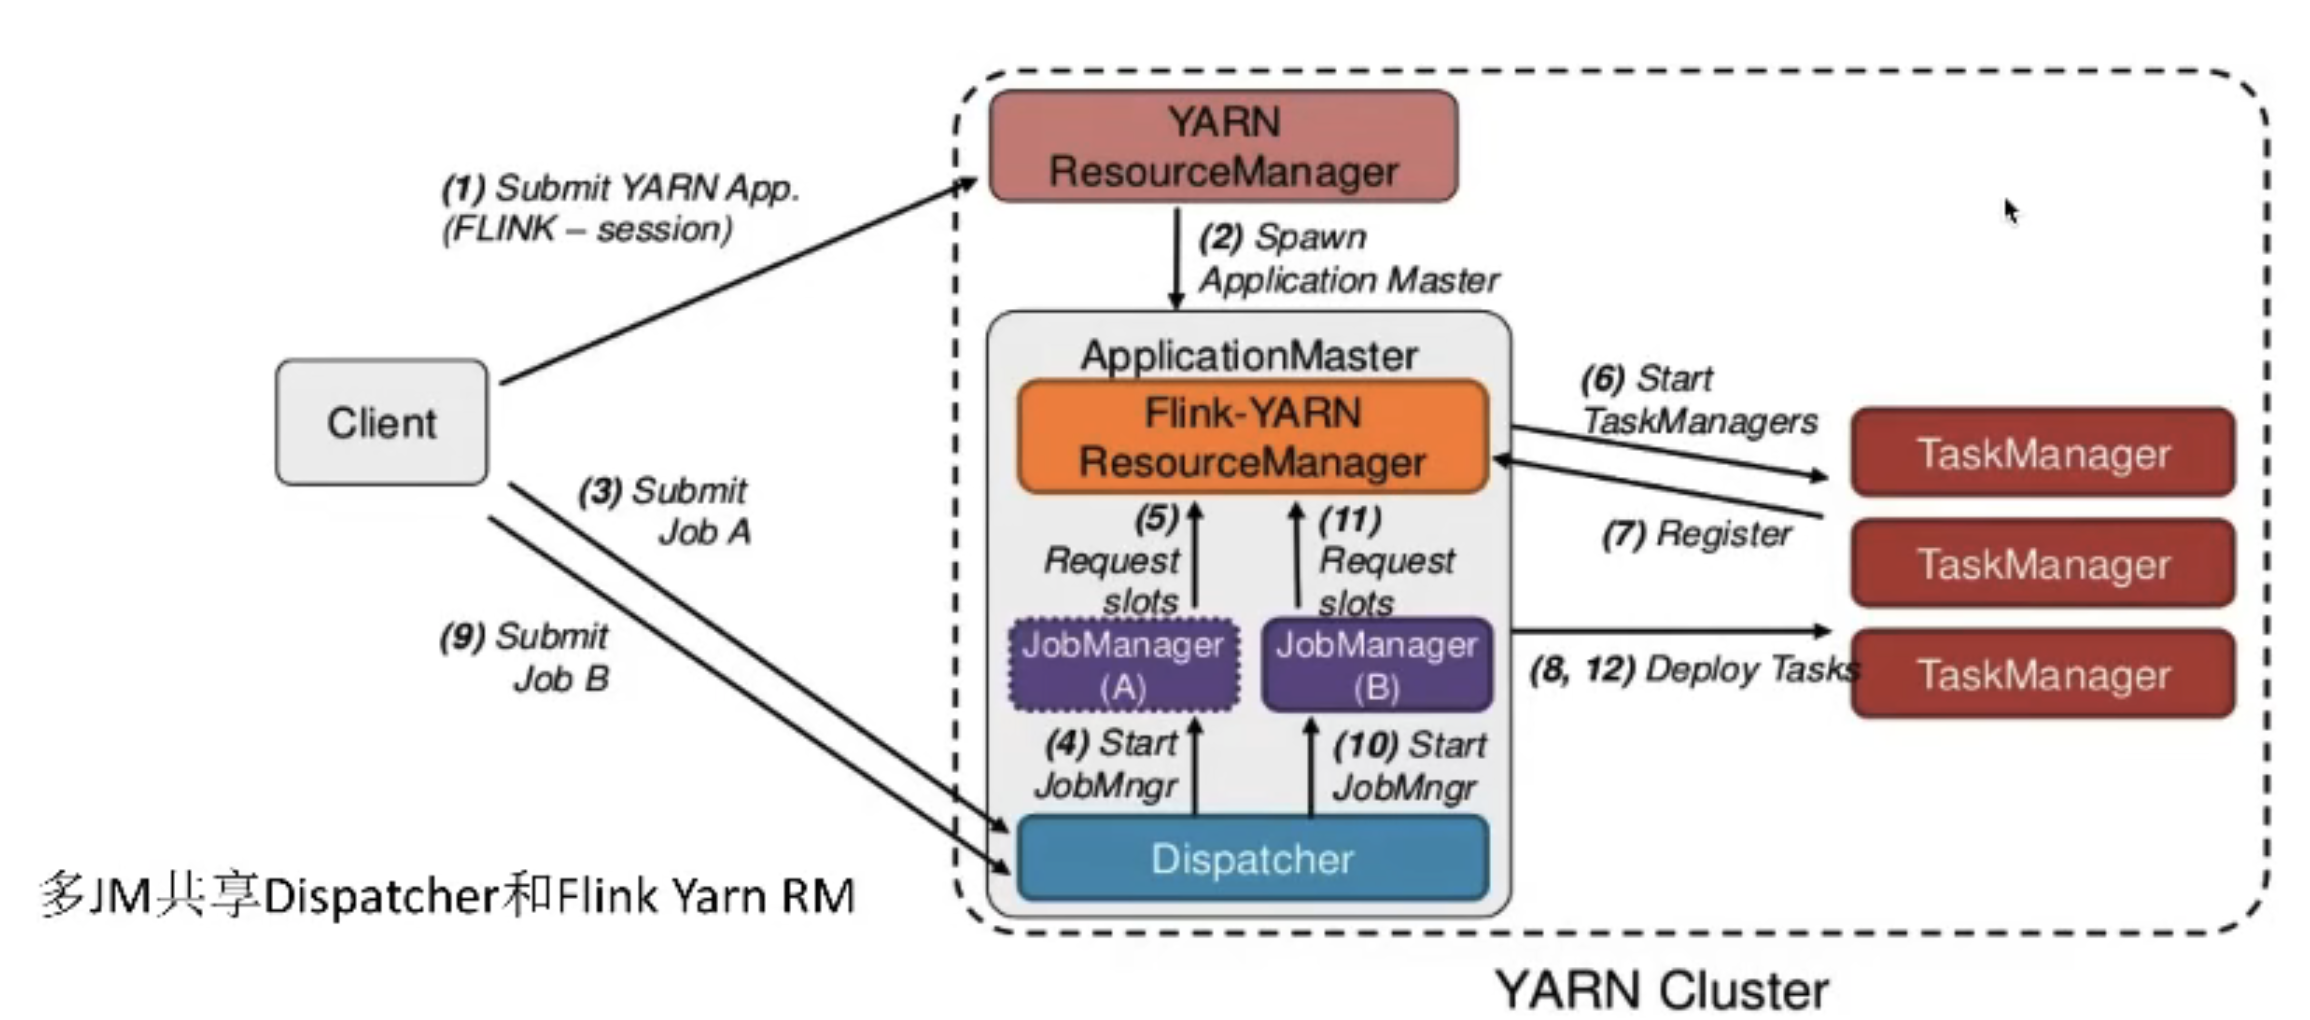 YARN
ResourceManager
(1) Submit YARN App.
(FLINK – session)
(2) Spawn
Application Master
Client
ApplicationMaster
Flink-YARN
ResourceManager
(6) Start
TaskManagers
TaskManager
(3) Submit
Job A
(5)
Request
slots
(11)
Request
slots
(7) Register
TaskManager
(9) Submit
Job B
JobManager
(A)
JobManager
(B)
(8, 12) Deploy Tasks
TaskManager
(4) Start
JobMngr
(10) Start
JobMngr
Dispatcher
多JM共享Dispatcher和Flink Yarn RM
YARN Cluster